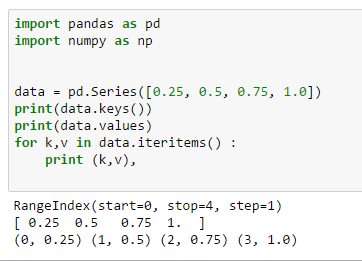 import pandas as pd
import numpy as np
data = pd.Series([0.25, 0.5, 0.75, 1.0])
print(data.keys())
print(data.values)
for k,v in data.iteritems() :
    print (k,v),
RangeIndex(start=0, stop=4, step=1)
[ 0.25  0.5   0.75  1.  ]
(0, 0.25) (1, 0.5) (2, 0.75) (3, 1.0)